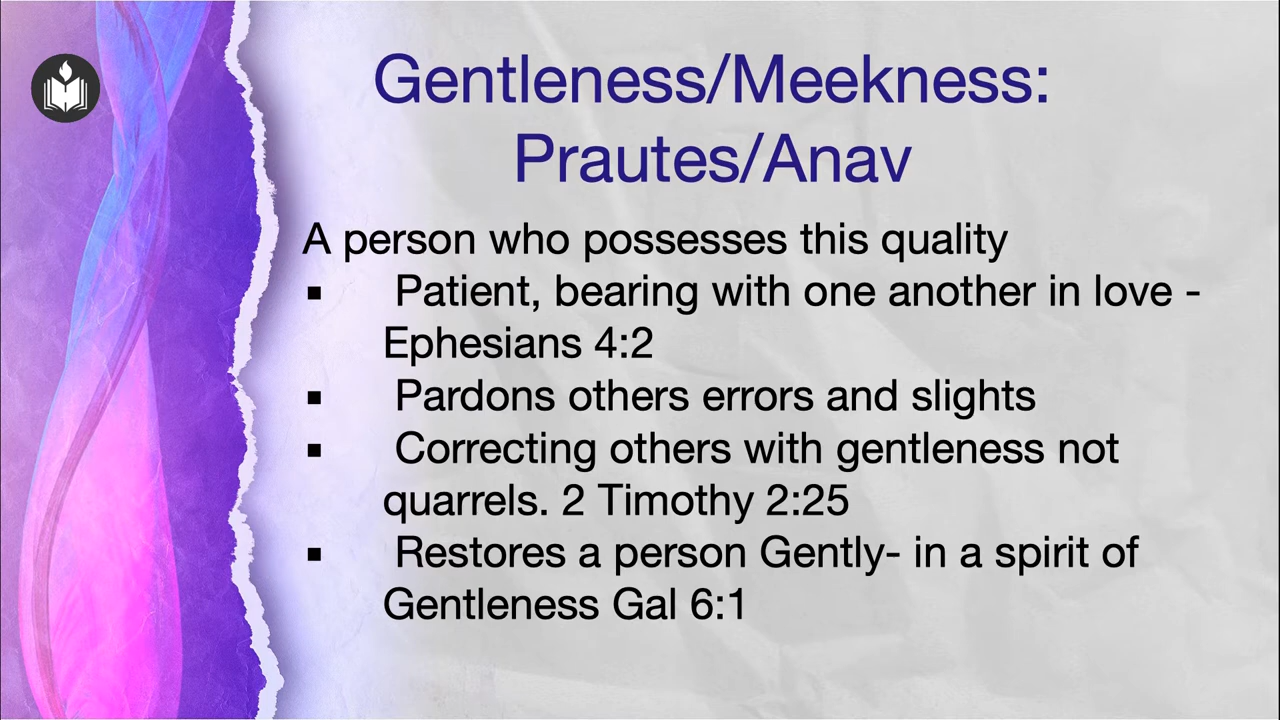 Gentleness/Meekness:
Prautes/Anav
A person who possesses this quality
▪ Patient, bearing with one another in love -
Ephesians 4:2
▪ Pardons others errors and slights
▪ Correcting others with gentleness not
quarrels. 2 Timothy 2:25
▪ Restores a person Gently- in a spirit of
Gentleness Gal 6:1